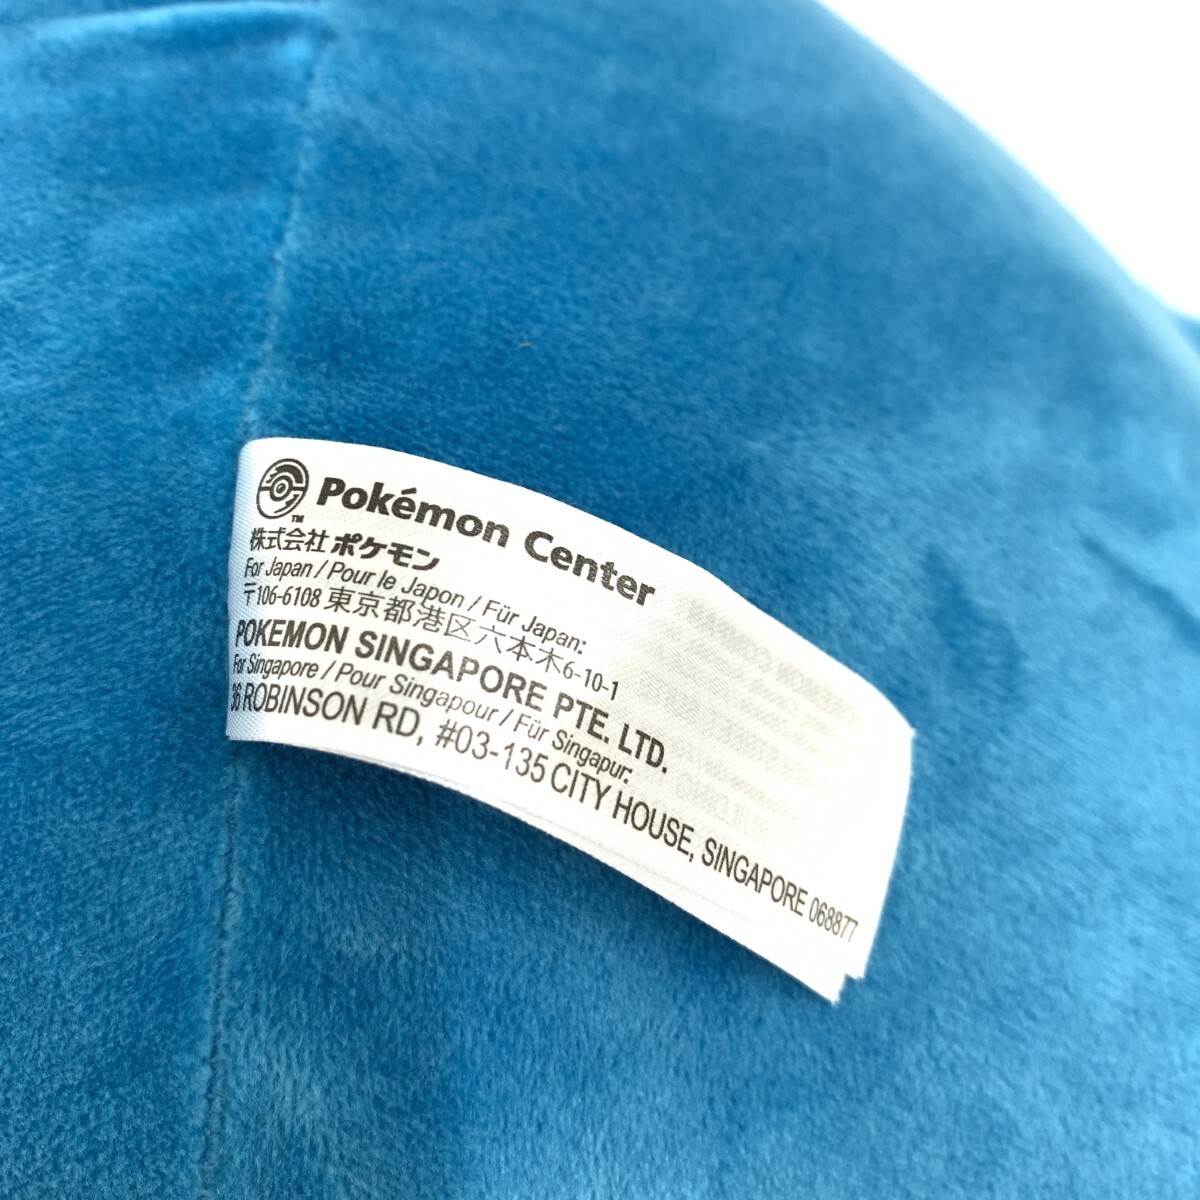 Pokémon Center
TM
株式会社 ポケモン
For Japan / Pour le Japon / Für Japan:
〒106-6108 東京都港区六本木6-10-1
POKEMON SINGAPORE PTE. LTD.
For Singapore / Pour Singapour / Für Singapur:
36 ROBINSON RD, #03-135 CITY HOUSE, SINGAPORE 068877